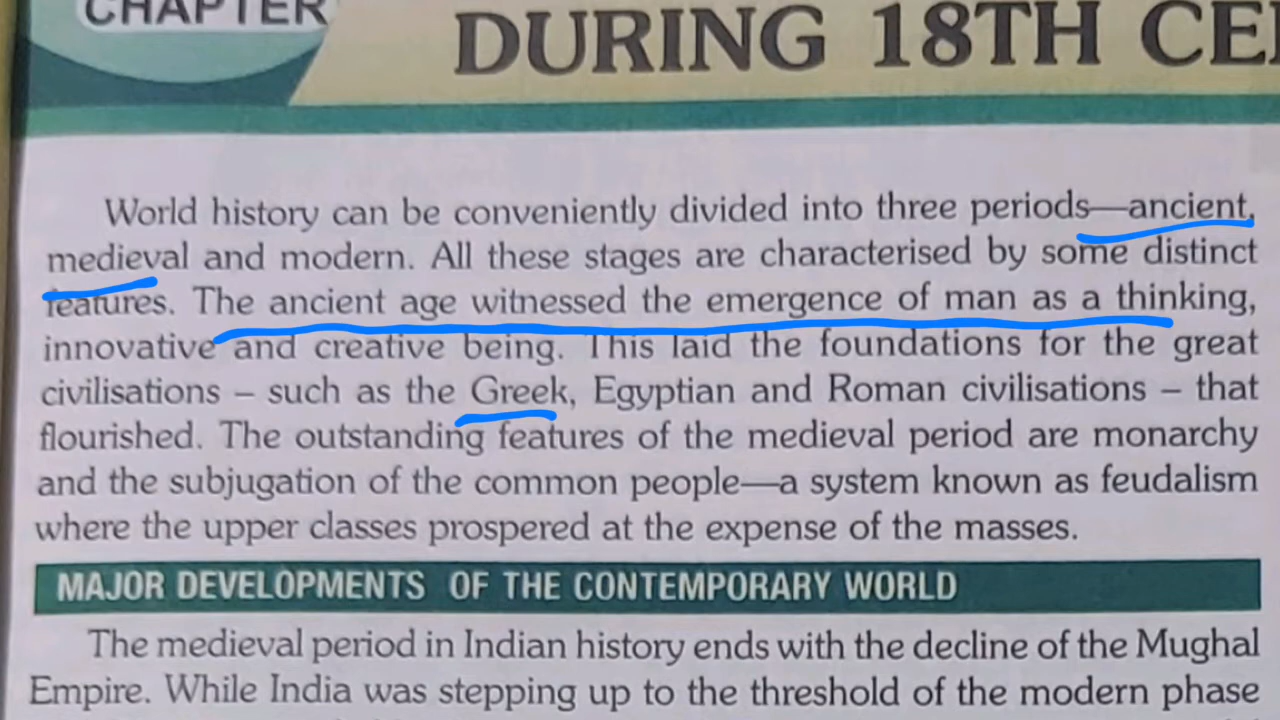 CHAPTER
DURING 18TH
World history can be conveniently divided into three periods—ancient,
medieval and modern. All these stages are characterised by some distinct
features. The ancient age witnessed the emergence of man as a thinking,
innovative and creative being. This laid the foundations for the great
civilisations – such as the Greek, Egyptian and Roman civilisations – that
flourished. The outstanding features of the medieval period are monarchy
and the subjugation of the common people—a system known as feudalism
where the upper classes prospered at the expense of the masses.
MAJOR DEVELOPMENTS OF THE CONTEMPORARY WORLD
The medieval period in Indian history ends with the decline of the Mughal
Empire. While India was stepping up to the threshold of the modern phase